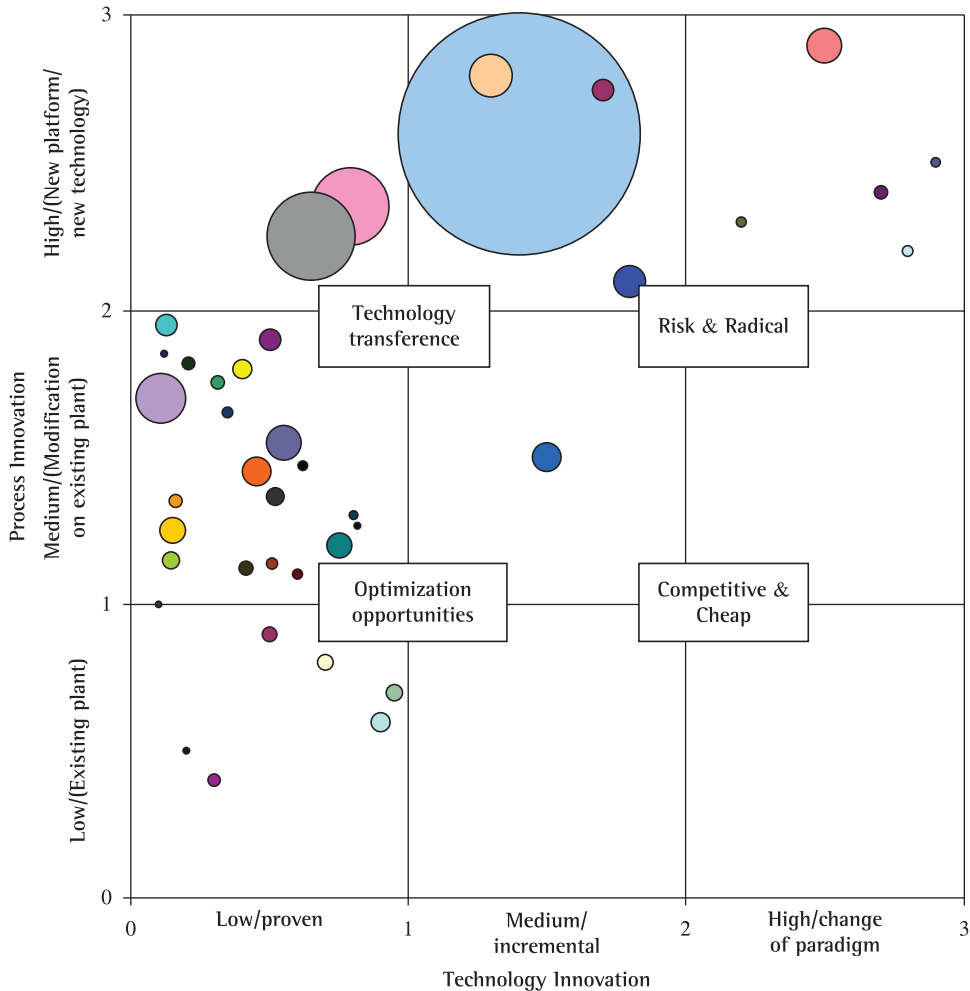 3
2
1
0
Process Innovation
High/(New platform/
new technology)
Medium/(Modification
on existing plant)
Low/(Existing plant)
Technology
transference
Risk & Radical
Optimization
opportunities
Competitive &
Cheap
0
1
2
3
Low/proven
Medium/
incremental
High/change
of paradigm
Technology Innovation